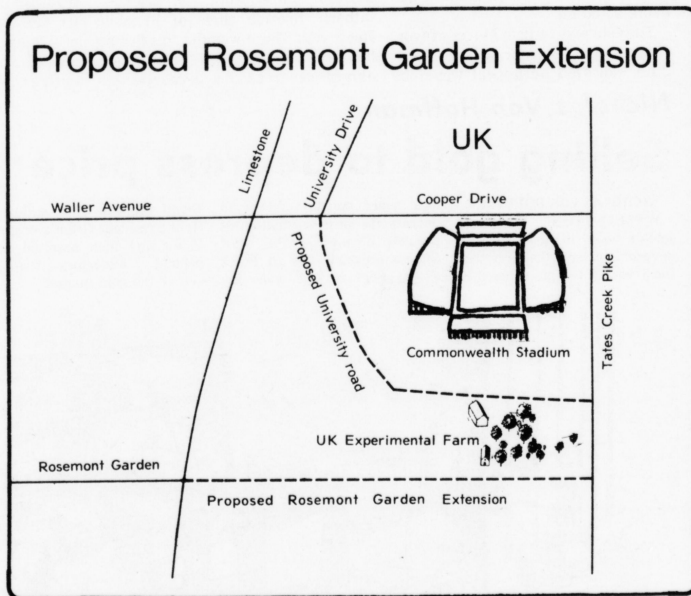 Proposed Rosemont Garden Extension
Limestone
University Drive
UK
Waller Avenue
Cooper Drive
Proposed University road
Tates Creek Pike
Commonwealth Stadium
UK Experimental Farm
Rosemont Garden
Proposed Rosemont Garden Extension